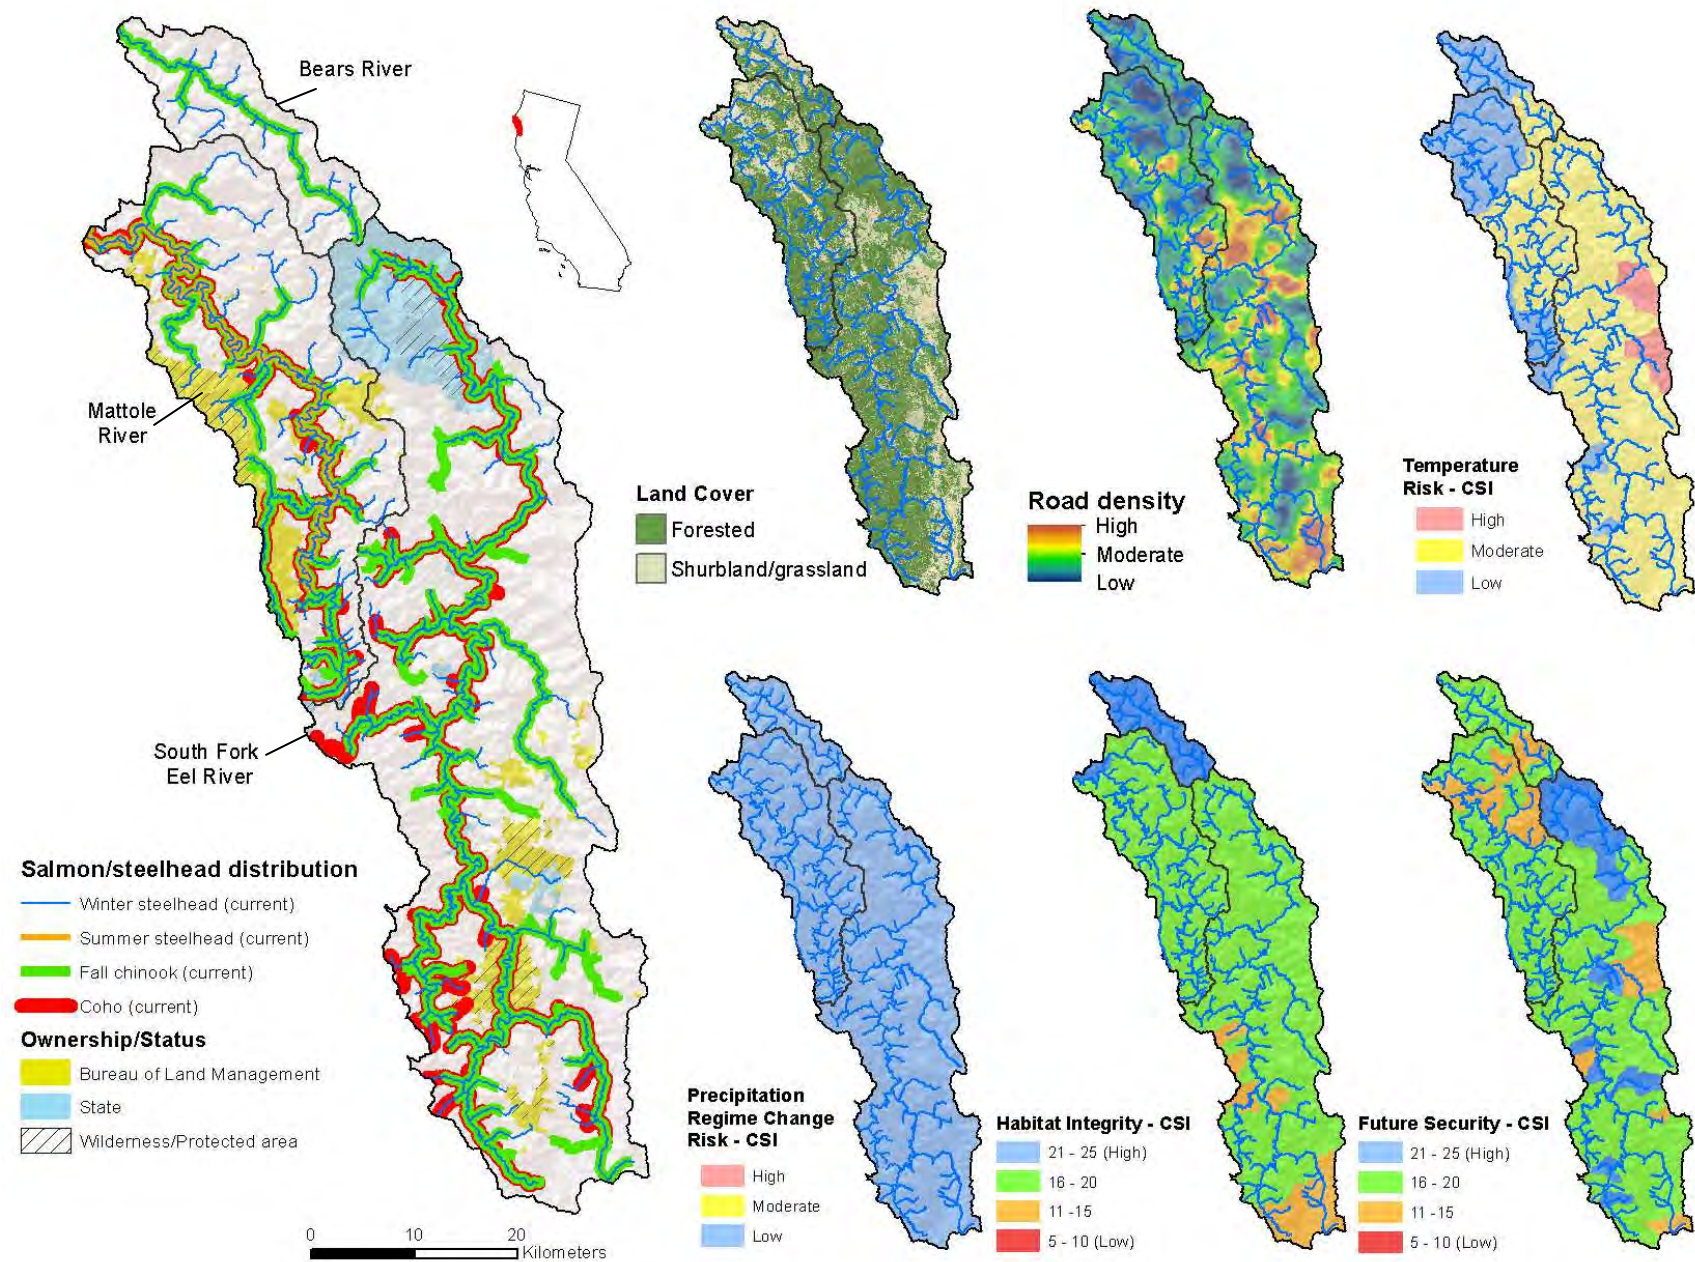 Bears River
Mattole
River
South Fork
Eel River
Salmon/steelhead distribution
Winter steelhead (current)
Summer steelhead (current)
Fall chinook (current)
Coho (current)
Ownership/Status
Bureau of Land Management
State
Wilderness/Protected area
0 10 20
Kilometers
Land Cover
Forested
Shurbland/grassland
Road density
High
Moderate
Low
Temperature
Risk - CSI
High
Moderate
Low
Precipitation
Regime Change
Risk - CSI
High
Moderate
Low
Habitat Integrity - CSI
21 - 25 (High)
16 - 20
11 -15
5 - 10 (Low)
Future Security - CSI
21 - 25 (High)
16 - 20
11 -15
5 - 10 (Low)